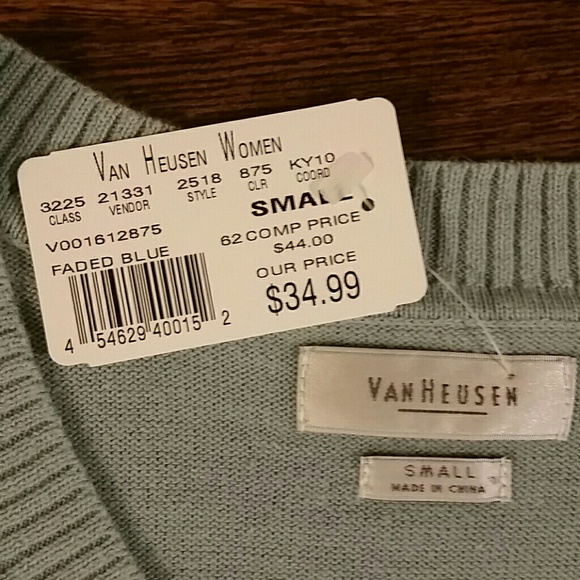 VAN HEUSEN WOMEN
3225 21331 2518 875 KY10
CLASS VENDOR STYLE CLR COORD
SMALL
V001612875
62 COMP PRICE
$44.00
FADED BLUE
OUR PRICE
$34.99
4 54629 40015 2
VAN HEUSEN
SMALL
MADE IN CHINA